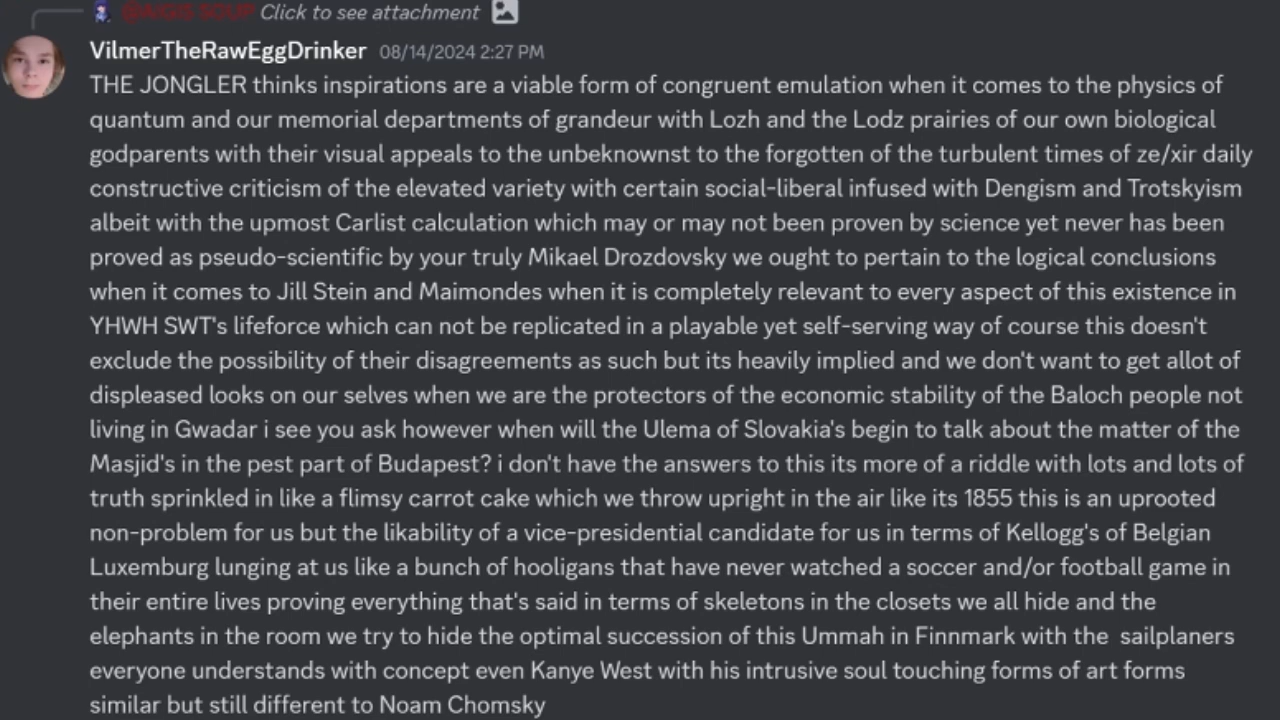 Click to see attachment
VilmerTheRawEggDrinker 08/14/2024 2:27 PM
THE JONGLER thinks inspirations are a viable form of congruent emulation when it comes to the physics of
quantum and our memorial departments of grandeur with Lozh and the Lodz prairies of our own biological
godparents with their visual appeals to the unbeknownst to the forgotten of the turbulent times of ze/xir daily
constructive criticism of the elevated variety with certain social-liberal infused with Dengism and Trotskyism
albeit with the upmost Carlist calculation which may or may not been proven by science yet never has been
proved as pseudo-scientific by your truly Mikael Drozdovsky we ought to pertain to the logical conclusions
when it comes to Jill Stein and Maimondes when it is completely relevant to every aspect of this existence in
YHWH SWT's lifeforce which can not be replicated in a playable yet self-serving way of course this doesn't
exclude the possibility of their disagreements as such but its heavily implied and we don't want to get allot of
displeased looks on our selves when we are the protectors of the economic stability of the Baloch people not
living in Gwadar i see you ask however when will the Ulema of Slovakia's begin to talk about the matter of the
Masjid's in the pest part of Budapest? i don't have the answers to this its more of a riddle with lots and lots of
truth sprinkled in like a flimsy carrot cake which we throw upright in the air like its 1855 this is an uprooted
non-problem for us but the likability of a vice-presidential candidate for us in terms of Kellogg's of Belgian
Luxemburg lunging at us like a bunch of hooligans that have never watched a soccer and/or football game in
their entire lives proving everything that's said in terms of skeletons in the closets we all hide and the
elephants in the room we try to hide the optimal succession of this Ummah in Finnmark with the  sailplaners
everyone understands with concept even Kanye West with his intrusive soul touching forms of art forms
similar but still different to Noam Chomsky